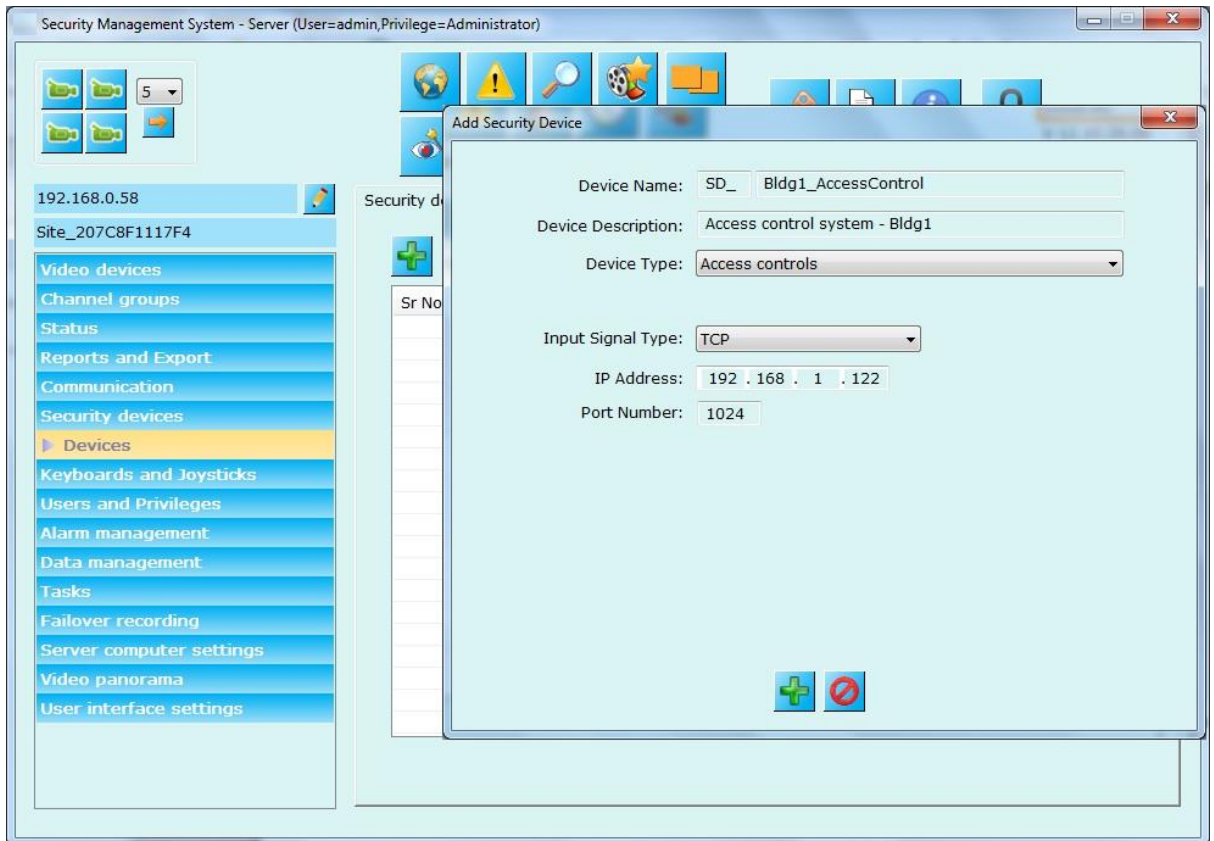 Security Management System - Server (User=admin,Privilege=Administrator)
5
Add Security Device
192.168.0.58
Site_207C8F1117F4
Video devices
Channel groups
Status
Reports and Export
Communication
Security devices
Devices
Keyboards and Joysticks
Users and Privileges
Alarm management
Data management
Tasks
Failover recording
Server computer settings
Video panorama
User interface settings
Security d
Sr No
Device Name: SD_ Bldg1_AccessControl
Device Description: Access control system - Bldg1
Device Type: Access controls
Input Signal Type: TCP
IP Address: 192 . 168 . 1 . 122
Port Number: 1024